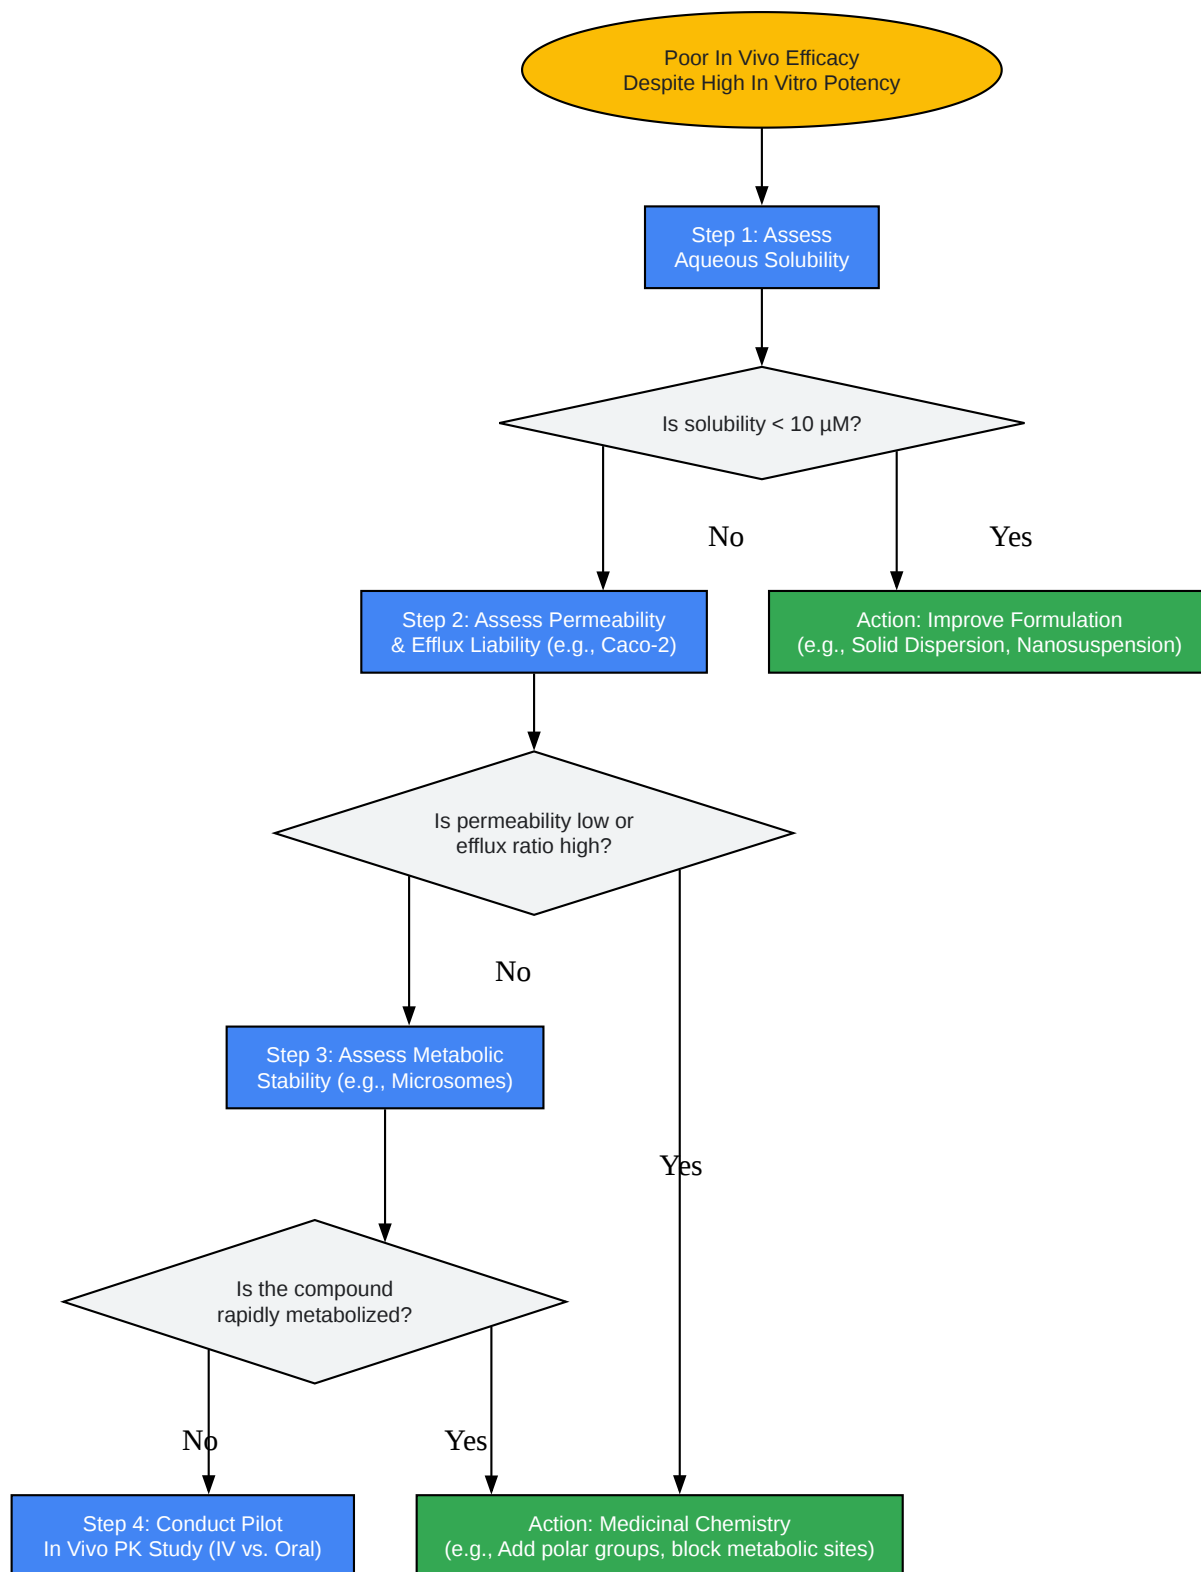 Poor In Vivo Efficacy
Despite High In Vitro Potency
Step 1: Assess
Aqueous Solubility
Is solubility < 10 µM?
No
Yes
Step 2: Assess Permeability
& Efflux Liability (e.g., Caco-2)
Action: Improve Formulation
(e.g., Solid Dispersion, Nanosuspension)
Is permeability low or
efflux ratio high?
No
Step 3: Assess Metabolic
Stability (e.g., Microsomes)
Yes
Is the compound
rapidly metabolized?
No
Yes
Step 4: Conduct Pilot
In Vivo PK Study (IV vs. Oral)
Action: Medicinal Chemistry
(e.g., Add polar groups, block metabolic sites)